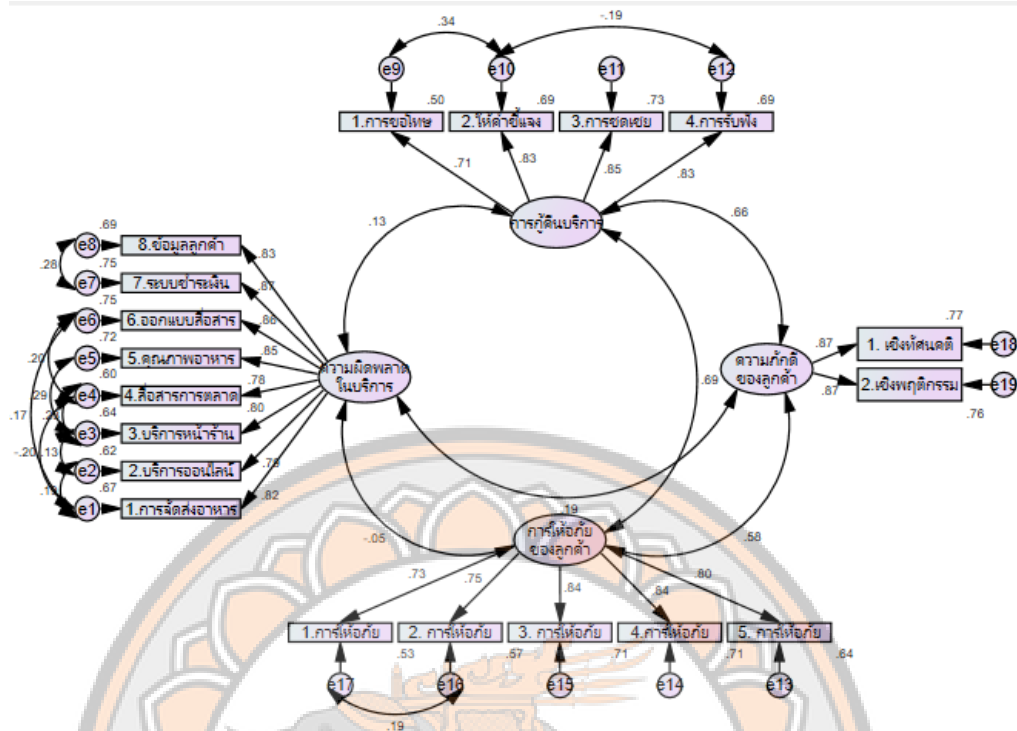 .34
-.19
e9
e10
e11
e12
.50
.69
.73
.69
1.การขอโทษ
2.ให้คำชี้แจง
3.การชดเชย
4.การรับฟัง
.71
.83
.85
.83
การกู้คืนบริการ
.13
.66
.69
e8
8.ข้อมูลลูกค้า
.83
.28
.75
e7
7.ระบบชำระเงิน
.87
.75
e6
6.ออกแบบสื่อสาร
.86
.72
e5
5.คุณภาพอาหาร
.85
.20
.60
e4
4.สื่อสารการตลาด
.78
.29
.17
.64
e3
3.บริการหน้าร้าน
.80
-.20
.13
.62
e2
2.บริการออนไลน์
.79
.67
e1
1.การจัดส่งอาหาร
.82
ความผิดพลาด
ในบริการ
.69
ความภักดี
ของลูกค้า
.87
.77
1. เชิงทัศนคติ
e18
.87
2.เชิงพฤติกรรม
e19
.76
.19
-.05
.58
การให้อภัย
ของลูกค้า
.73
.75
.84
.84
.80
1.การให้อภัย
2. การให้อภัย
3. การให้อภัย
4.การให้อภัย
5. การให้อภัย
.53
.57
.71
.71
.64
e17
e16
e15
e14
e13
.19